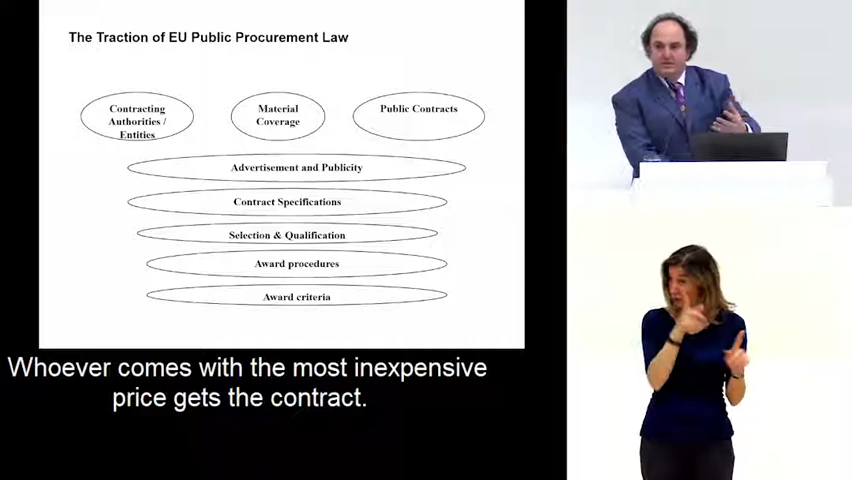 The Traction of EU Public Procurement Law
Contracting
Authorities /
Entities
Material
Coverage
Public Contracts
Advertisement and Publicity
Contract Specifications
Selection & Qualification
Award procedures
Award criteria
Whoever comes with the most inexpensive
price gets the contract.